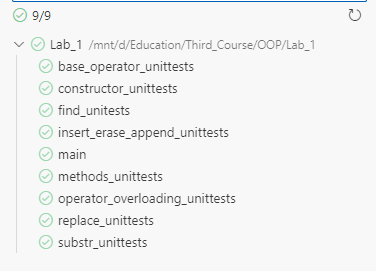 9/9
Lab_1 /mnt/d/Education/Third_Course/OOP/Lab_1
base_operator_unittests
constructor_unittests
find_unitests
insert_erase_append_unittests
main
methods_unittests
operator_overloading_unittests
replace_unittests
substr_unittests